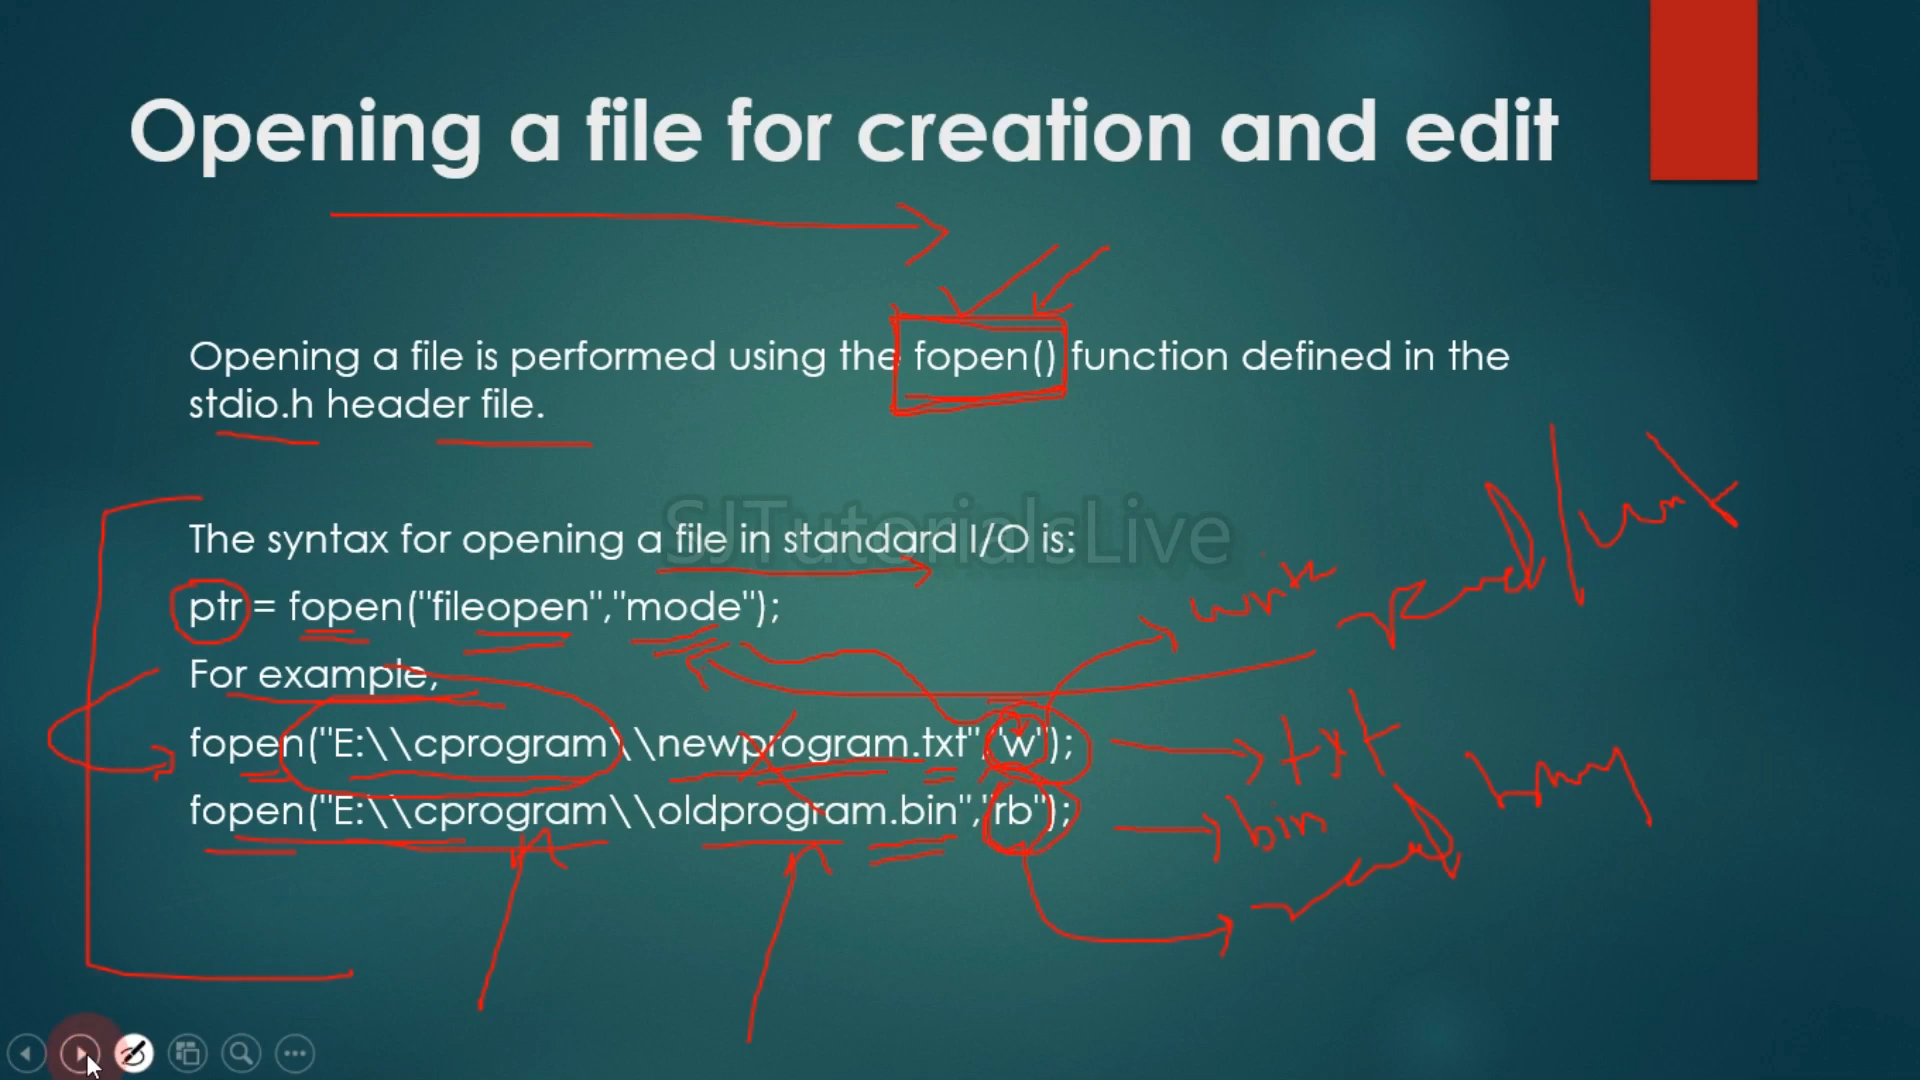 Opening a file for creation and edit
Opening a file is performed using the fopen() function defined in the
stdio.h header file.
SJTutorialsLive
The syntax for opening a file in standard I/O is:
ptr = fopen("fileopen","mode");
For example,
fopen("E:\\cprogram\\newprogram.txt","w");
fopen("E:\\cprogram\\oldprogram.bin","rb");
write
read/
txt
bin
read